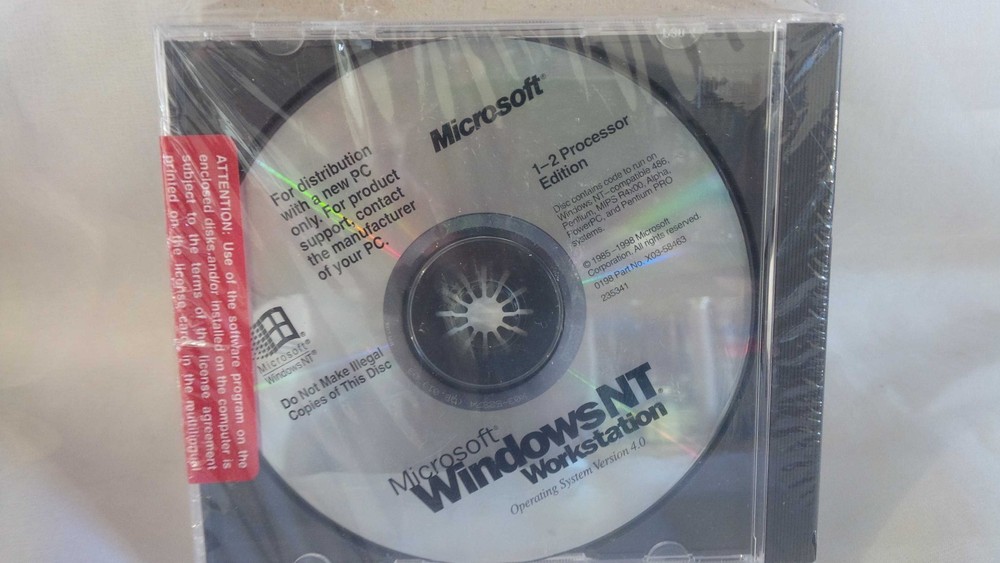 Microsoft®
For distribution
with a new PC
only. For product
support, contact
the manufacturer
of your PC.
1–2 Processor
Edition
Disc contains code to run on
Windows NT–compatible 486,
Pentium, MIPS R4x00, Alpha,
PowerPC, and Pentium PRO
systems.
© 1985–1998 Microsoft
Corporation. All rights reserved.
0198 Part No. X03-58463
235341
Microsoft®
WindowsNT®
Do Not Make Illegal
Copies of This Disc
Microsoft®
WindowsNT®
Workstation
Operating System Version 4.0
ATTENTION: Use of the software program on the
enclosed disks and/or installed on the computer is
subject to the terms of the license agreement
printed on the license card in the multilingual